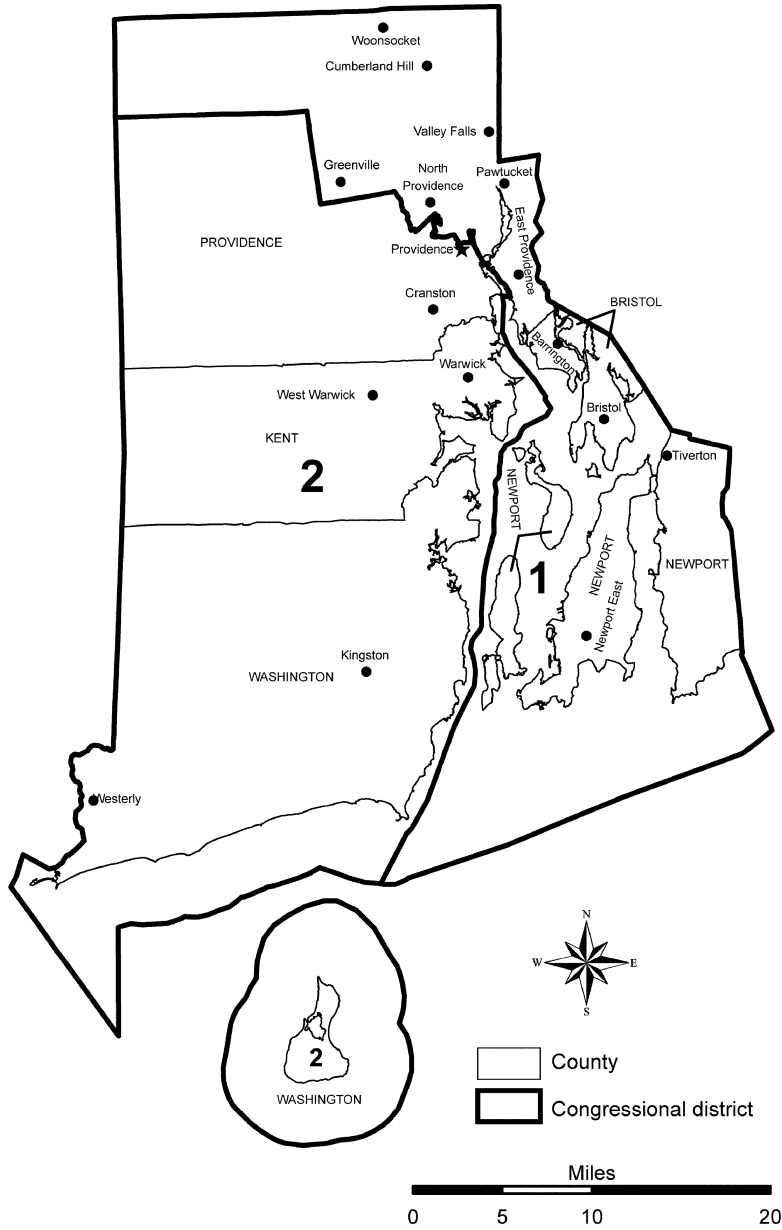 Woonsocket
Cumberland Hill
Valley Falls
Greenville
North
Providence
Pawtucket
East Providence
PROVIDENCE
Providence
Cranston
BRISTOL
Barrington
Warwick
West Warwick
Bristol
KENT
2
Tiverton
NEWPORT
NEWPORT
NEWPORT
1
Newport East
Kingston
WASHINGTON
Westerly
N
W
E
S
2
WASHINGTON
County
Congressional district
Miles
0 5 10 20